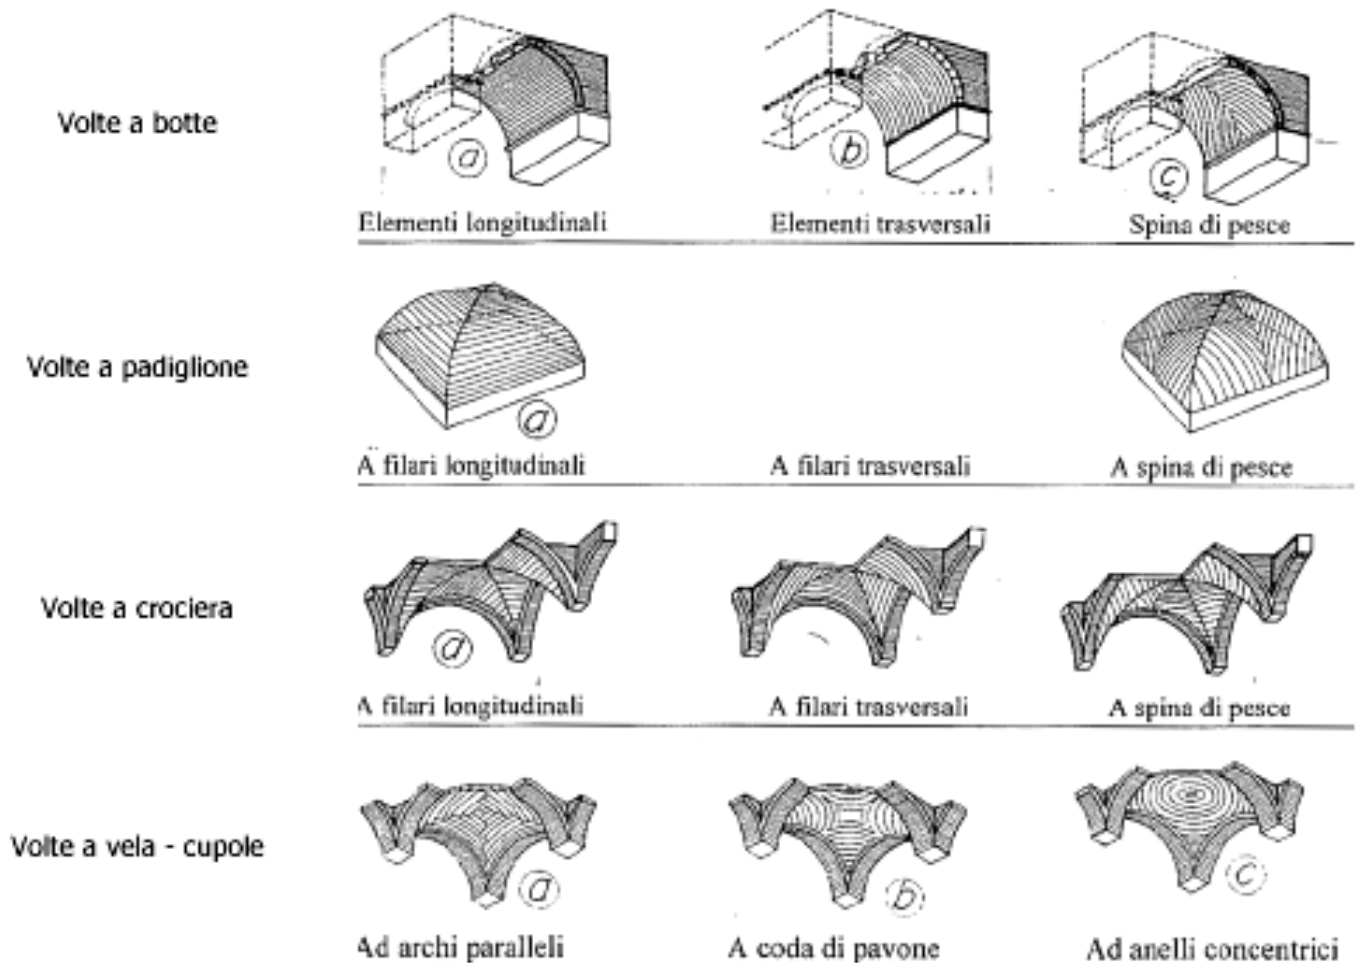 Volte a botte
a
b
c
Elementi longitudinali
Elementi trasversali
Spina di pesce
Volte a padiglione
a
A filari longitudinali
A filari trasversali
A spina di pesce
Volte a crociera
a
A filari longitudinali
A filari trasversali
A spina di pesce
Volte a vela - cupole
a
b
c
Ad archi paralleli
A coda di pavone
Ad anelli concentrici